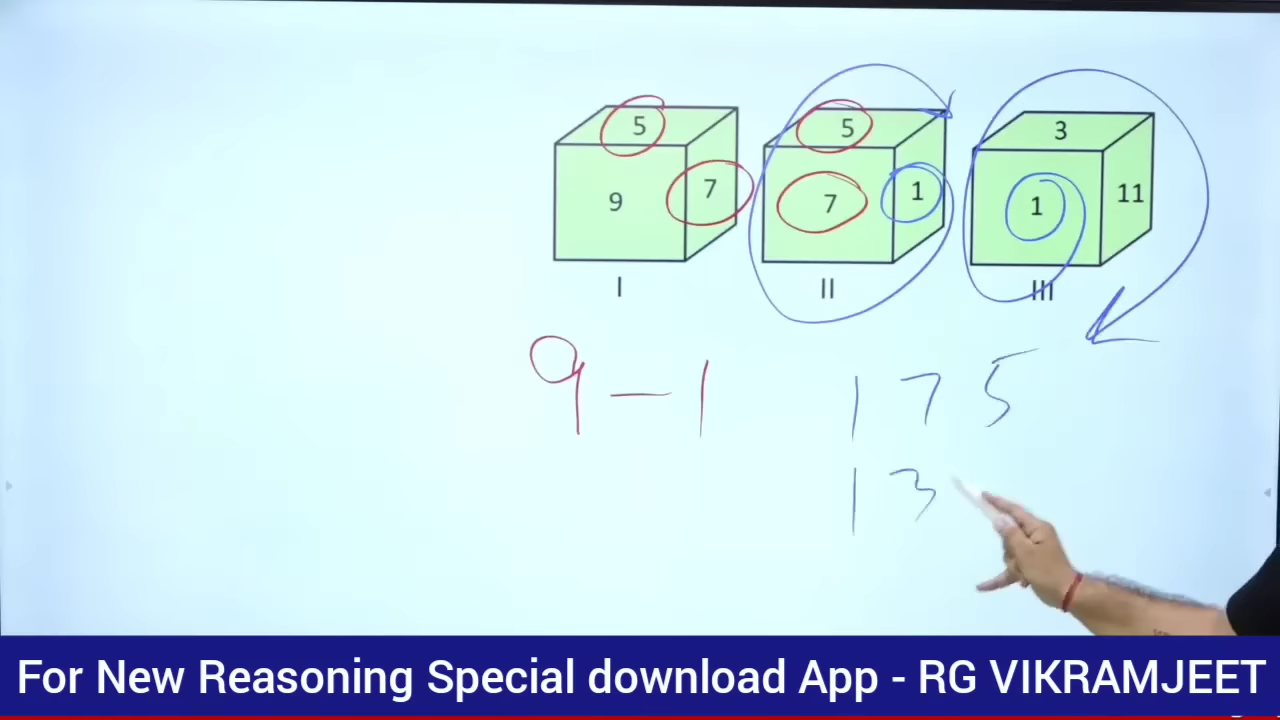 5 5 3
9 7 7 1 1 11
I II III
9 - 1 1 7 5
1 3
For New Reasoning Special download App - RG VIKRAMJEET